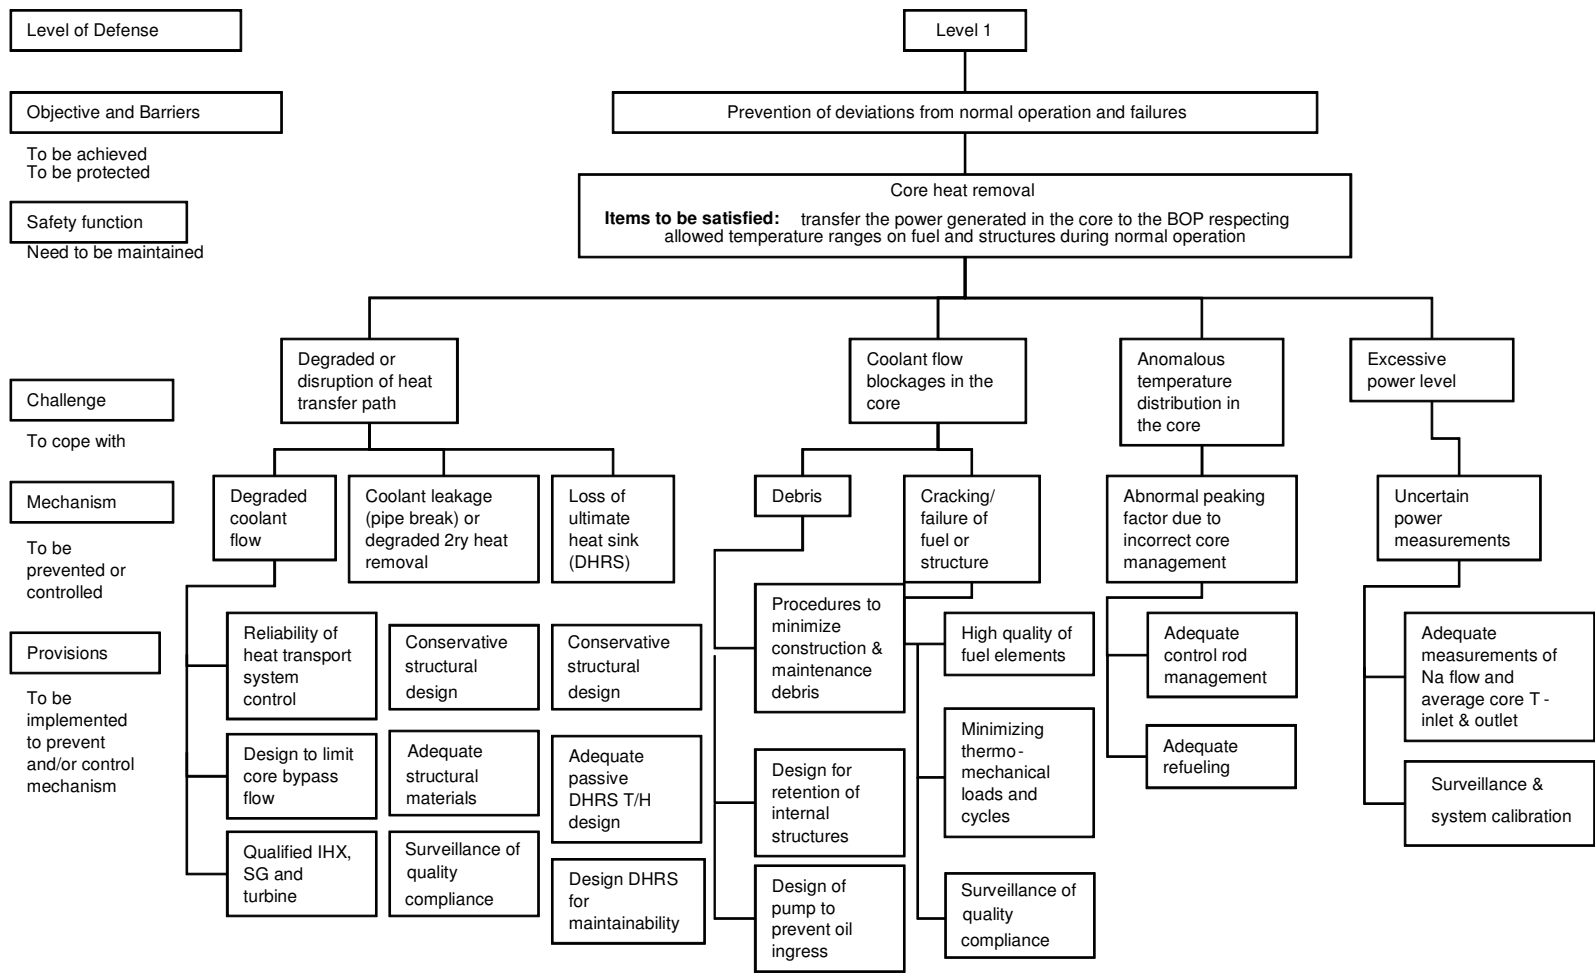 Level of Defense
Level 1
Objective and Barriers
Prevention of deviations from normal operation and failures
To be achieved
To be protected
Safety function
Need to be maintained
Core heat removal
Items to be satisfied: transfer the power generated in the core to the BOP respecting
allowed temperature ranges on fuel and structures during normal operation
Challenge
To cope with
Degraded or
disruption of heat
transfer path
Coolant flow
blockages in the
core
Anomalous
temperature
distribution in
the core
Excessive
power level
Mechanism
To be
prevented or
controlled
Degraded
coolant
flow
Coolant leakage
(pipe break) or
degraded 2ry heat
removal
Loss of
ultimate
heat sink
(DHRS)
Debris
Cracking/
failure of
fuel or
structure
Abnormal peaking
factor due to
incorrect core
management
Uncertain
power
measurements
Provisions
To be
implemented
to prevent
and/or control
mechanism
Reliability of
heat transport
system
control
Design to limit
core bypass
flow
Qualified IHX,
SG and
turbine
Conservative
structural
design
Adequate
structural
materials
Surveillance of
quality
compliance
Conservative
structural
design
Adequate
passive
DHRS T/H
design
Design DHRS
for
maintainability
Procedures to
minimize
construction &
maintenance
debris
Design for
retention of
internal
structures
Design of
pump to
prevent oil
ingress
High quality of
fuel elements
Minimizing
thermo-
mechanical
loads and
cycles
Surveillance of
quality
compliance
Adequate
control rod
management
Adequate
refueling
Adequate
measurements of
Na flow and
average core T -
inlet & outlet
Surveillance &
system calibration